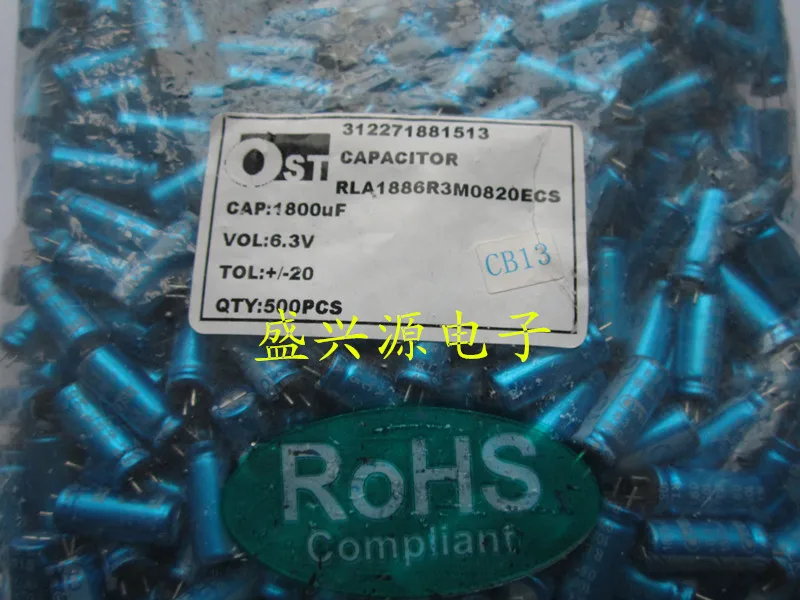 312271881513
OST
CAPACITOR
RLA1886R3M0820ECS
CAP:1800uF
VOL:6.3V
TOL:+/-20
CB13
QTY:500PCS
盛兴源电子
RoHS
Compliant